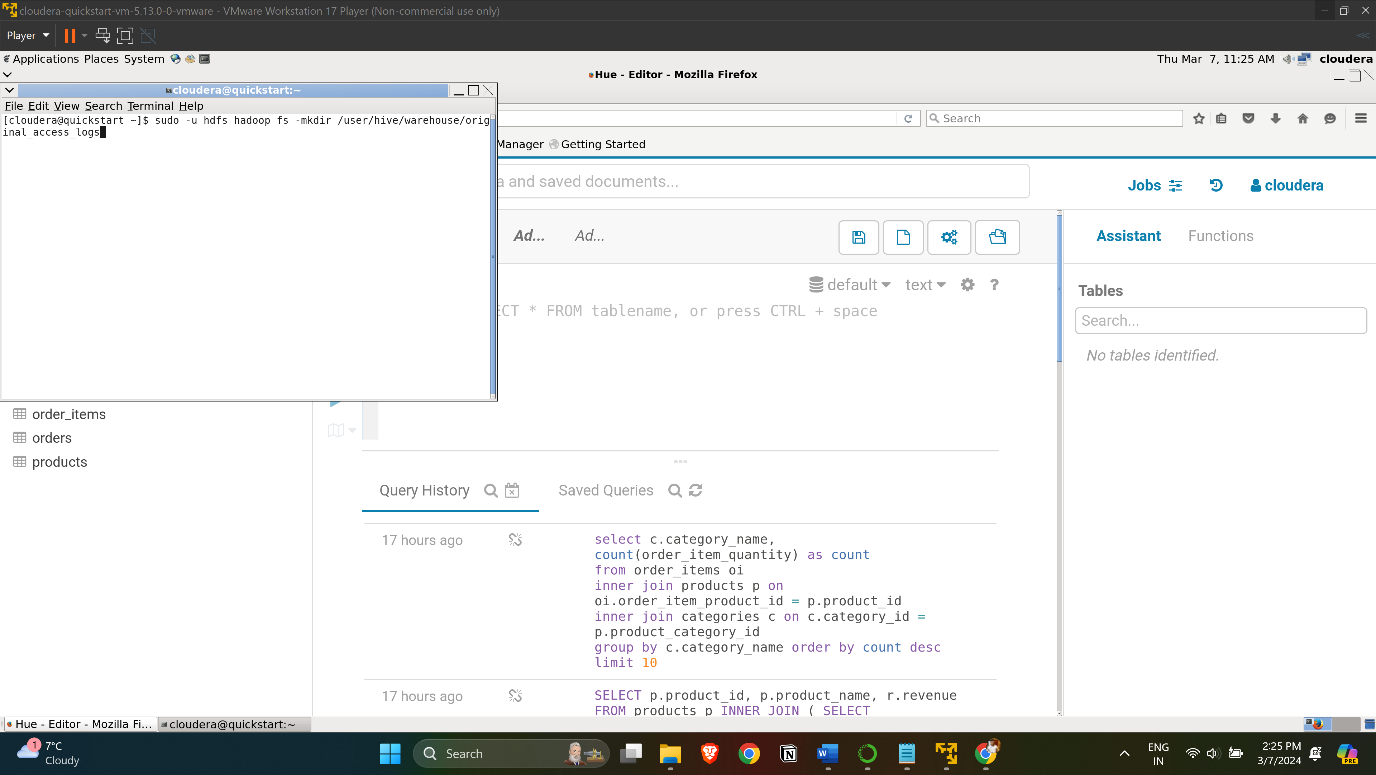 cloudera-quickstart-vm-5.13.0-0-vmware - VMware Workstation 17 Player (Non-commercial use only)
Player
Applications Places System
Thu Mar 7, 11:25 AM
cloudera
Hue - Editor - Mozilla Firefox
cloudera@quickstart:~
File Edit View Search Terminal Help
[cloudera@quickstart ~]$ sudo -u hdfs hadoop fs -mkdir /user/hive/warehouse/orig
inal_access_logs
Search
Manager
Getting Started
a and saved documents...
Jobs
cloudera
Ad...
Ad...
Assistant
Functions
default
text
?
ECT * FROM tablename, or press CTRL + space
Tables
Search...
No tables identified.
order_items
orders
products
Query History
Saved Queries
17 hours ago
select c.category_name,
count(order_item_quantity) as count
from order_items oi
inner join products p on
oi.order_item_product_id = p.product_id
inner join categories c on c.category_id =
p.product_category_id
group by c.category_name order by count desc
limit 10
17 hours ago
SELECT p.product_id, p.product_name, r.revenue
FROM products p INNER JOIN ( SELECT
Hue - Editor - Mozilla Fi...
cloudera@quickstart:~
1
7°C
Cloudy
Search
ENG
IN
2:25 PM
3/7/2024
PRE